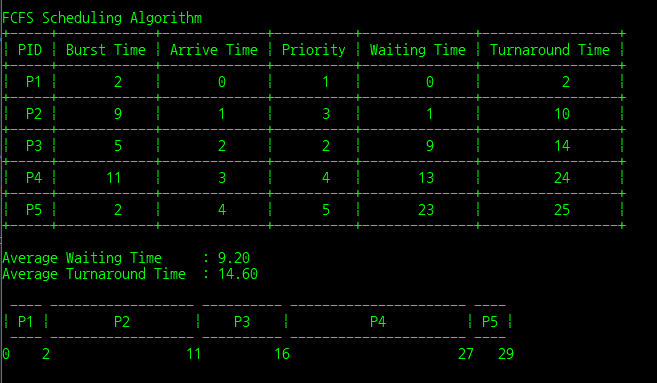 FCFS Scheduling Algorithm
| PID | Burst Time | Arrive Time | Priority | Waiting Time | Turnaround Time |
| P1 | 2 | 0 | 1 | 0 | 2 |
| P2 | 9 | 1 | 3 | 1 | 10 |
| P3 | 5 | 2 | 2 | 9 | 14 |
| P4 | 11 | 3 | 4 | 13 | 24 |
| P5 | 2 | 4 | 5 | 23 | 25 |
Average Waiting Time : 9.20
Average Turnaround Time : 14.60
| P1 | P2 | P3 | P4 | P5 |
0 2 11 16 27 29